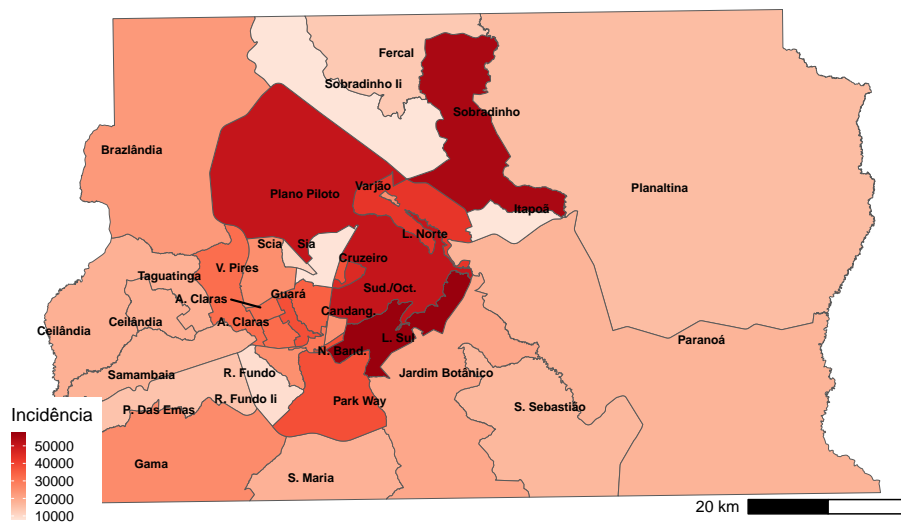 Fercal
Sobradinho Ii
Sobradinho
Brazlândia
Planaltina
Plano Piloto
Varjão
Itapoã
L. Norte
Scia
Sia
Cruzeiro
V. Pires
Taguatinga
Guará
Sud./Oct.
A. Claras
Candang.
Ceilândia
Ceilândia
A. Claras
L. Sul
Paranoá
N. Band.
Samambaia
R. Fundo
Jardim Botânico
R. Fundo Ii
Park Way
S. Sebastião
P. Das Emas
Gama
S. Maria
Incidência
50000
40000
30000
20000
10000
20 km